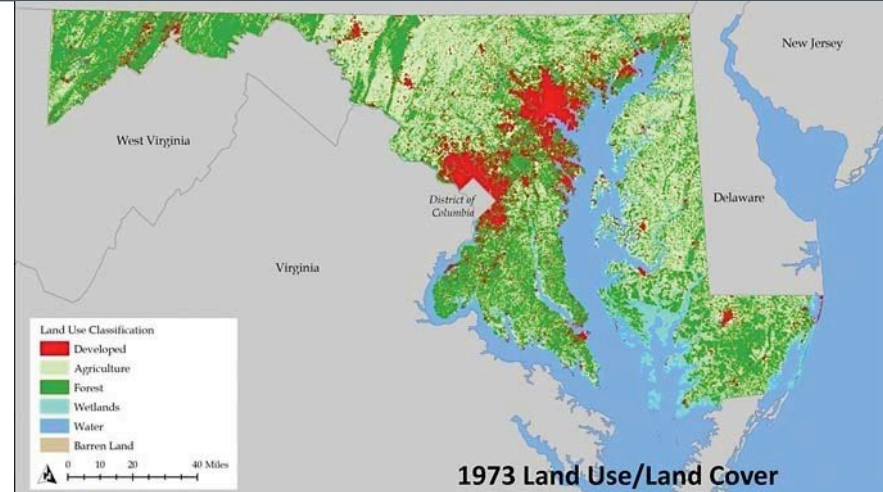 New Jersey
West Virginia
District of
Columbia
Delaware
Virginia
Land Use Classification
Developed
Agriculture
Forest
Wetlands
Water
Barren Land
0 10 20 40 Miles
1973 Land Use/Land Cover